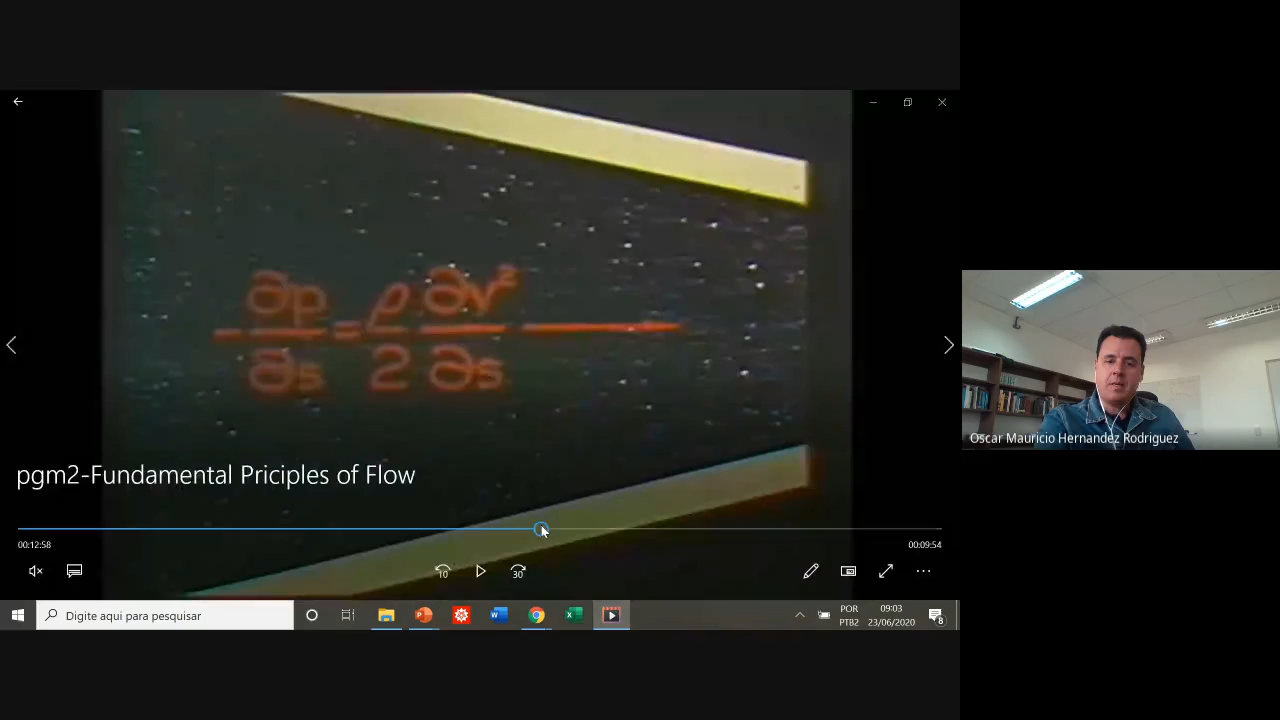 -∂p/∂s = ρ/2 ∂v²/∂s
pgm2-Fundamental Priciples of Flow
00:12:58
00:09:54
10
30
Digite aqui para pesquisar
POR
PTB2
09:03
23/06/2020
8
Oscar Mauricio Hernandez Rodriguez